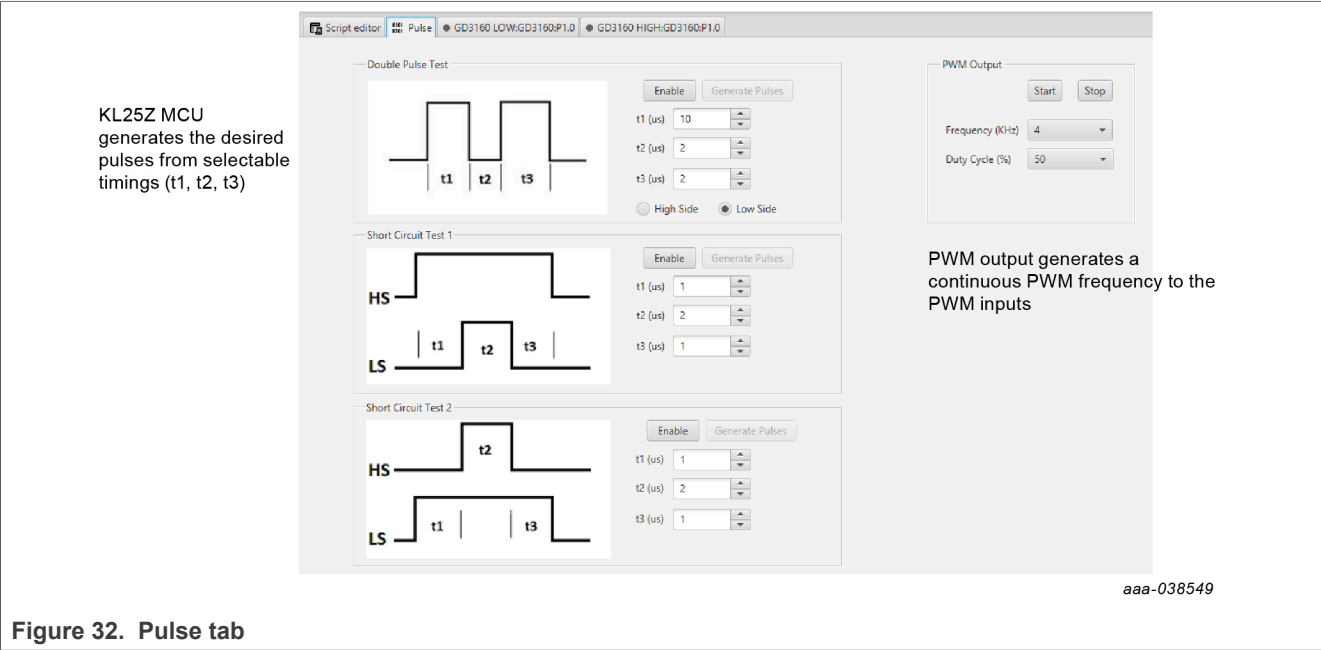 Script editor
Pulse
GD3160 LOW:GD3160:P1.0
GD3160 HIGH:GD3160:P1.0
KL25Z MCU
generates the desired
pulses from selectable
timings (t1, t2, t3)
Double Pulse Test
t1 t2 t3
Enable Generate Pulses
t1 (us) 10
t2 (us) 2
t3 (us) 2
High Side Low Side
Short Circuit Test 1
HS
t1 t2 t3
LS
Enable Generate Pulses
t1 (us) 1
t2 (us) 2
t3 (us) 1
Short Circuit Test 2
t2
HS
t1 t3
LS
Enable Generate Pulses
t1 (us) 1
t2 (us) 2
t3 (us) 1
PWM Output
Start Stop
Frequency (KHz) 4
Duty Cycle (%) 50
PWM output generates a
continuous PWM frequency to the
PWM inputs
aaa-038549
Figure 32. Pulse tab